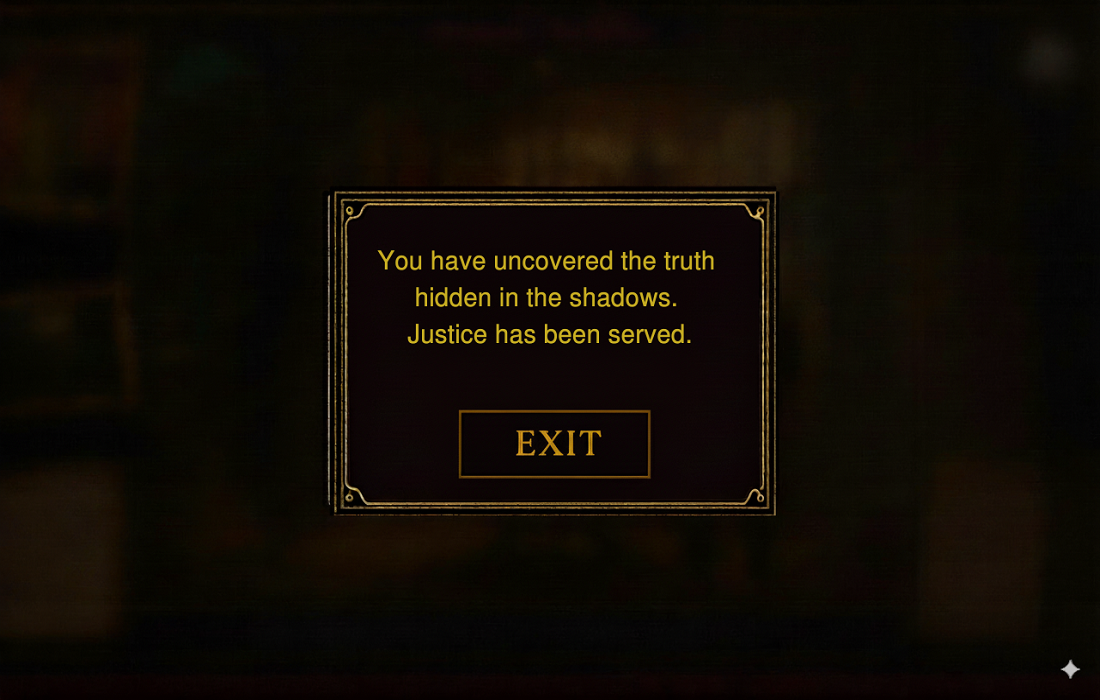 You have uncovered the truth
hidden in the shadows.
Justice has been served.
EXIT